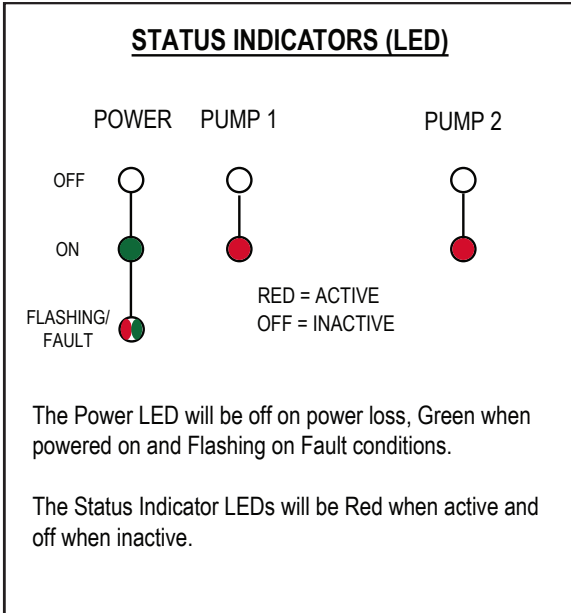 STATUS INDICATORS (LED)
POWER PUMP 1 PUMP 2
OFF
ON
RED = ACTIVE
OFF = INACTIVE
FLASHING/
FAULT
The Power LED will be off on power loss, Green when
powered on and Flashing on Fault conditions.
The Status Indicator LEDs will be Red when active and
off when inactive.